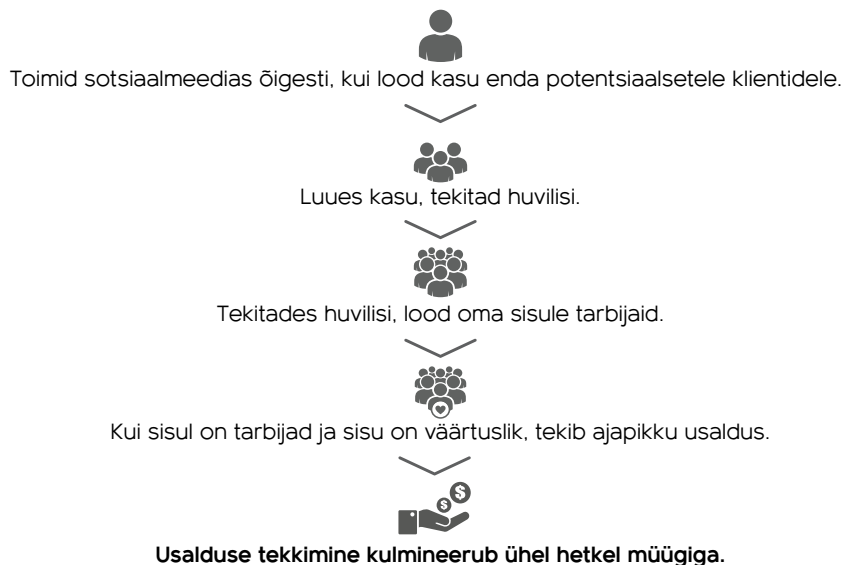 Toimid sotsiaalmeedias õigesti, kui lood kasu enda potentsiaalsetele klientidele.
Luues kasu, tekitad huvilisi.
Tekitades huvilisi, lood oma sisule tarbijaid.
Kui sisul on tarbijad ja sisu on väärtuslik, tekib ajapikku usaldus.
$ $
Usalduse tekkimine kulmineerub ühel hetkel müügiga.